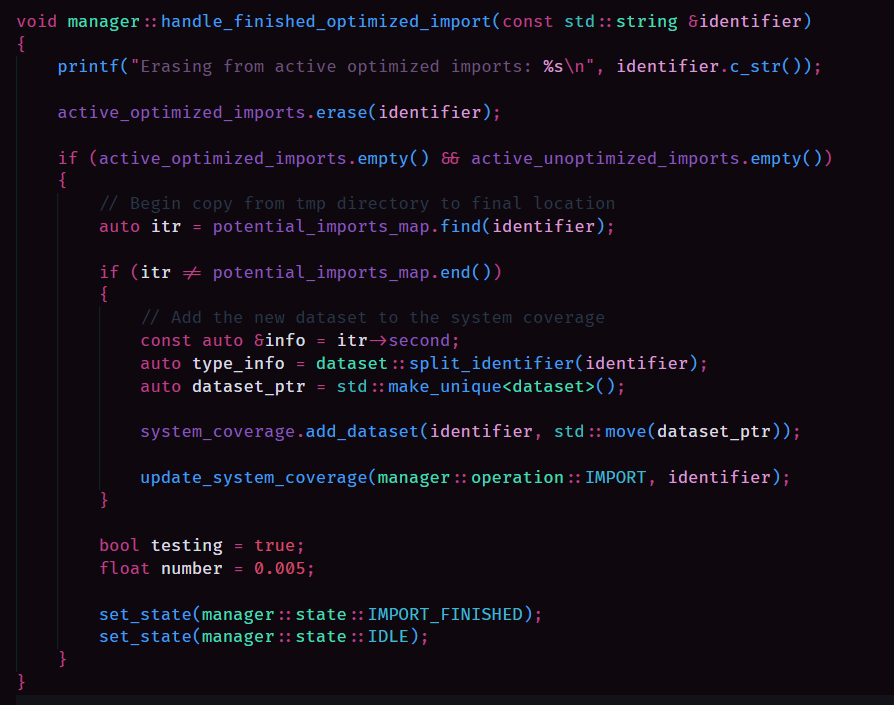 void manager::handle_finished_optimized_import(const std::string &identifier)
{
    printf("Erasing from active optimized imports: %s\n", identifier.c_str());
    active_optimized_imports.erase(identifier);
    if (active_optimized_imports.empty() && active_unoptimized_imports.empty())
    {
        // Begin copy from tmp directory to final location
        auto itr = potential_imports_map.find(identifier);
        if (itr != potential_imports_map.end())
        {
            // Add the new dataset to the system coverage
            const auto &info = itr->second;
            auto type_info = dataset::split_identifier(identifier);
            auto dataset_ptr = std::make_unique<dataset>();
            system_coverage.add_dataset(identifier, std::move(dataset_ptr));
            update_system_coverage(manager::operation::IMPORT, identifier);
        }
        bool testing = true;
        float number = 0.005;
        set_state(manager::state::IMPORT_FINISHED);
        set_state(manager::state::IDLE);
    }
}